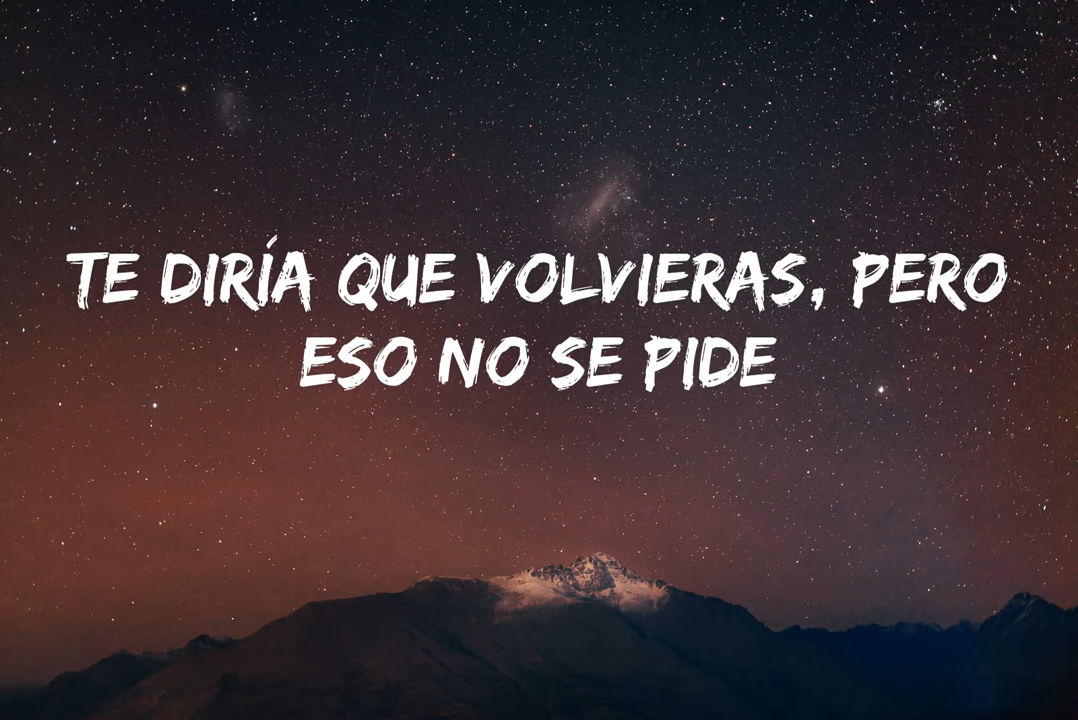 TE DIRÍA QUE VOLVIERAS, PERO
ESO NO SE PIDE